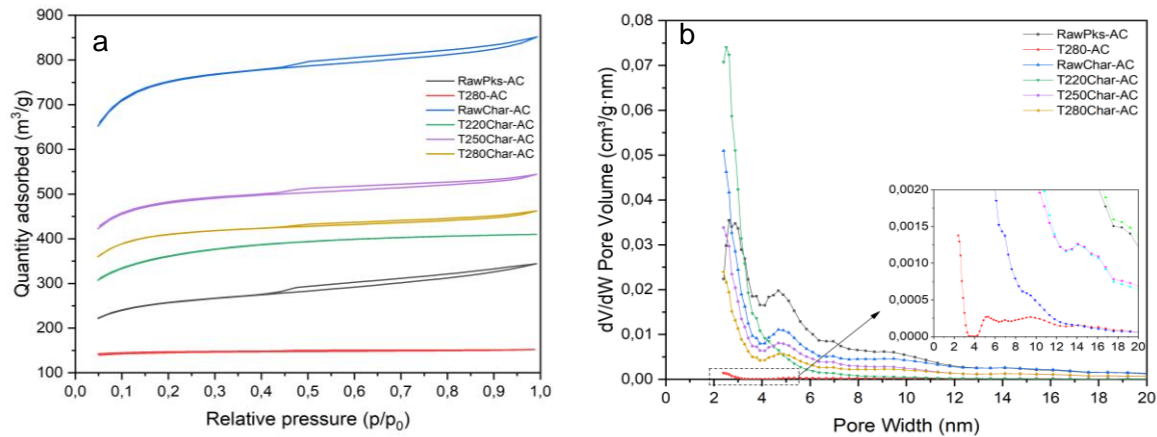 a
900
800
700
600
500
400
300
200
100
Quantity adsorbed (m³/g)
RawPks-AC
T280-AC
RawChar-AC
T220Char-AC
T250Char-AC
T280Char-AC
0,0 0,1 0,2 0,3 0,4 0,5 0,6 0,7 0,8 0,9 1,0
Relative pressure (p/p₀)
b
0,08
0,07
0,06
0,05
0,04
0,03
0,02
0,01
0,00
dV/dW Pore Volume (cm³/g·nm)
RawPks-AC
T280-AC
RawChar-AC
T220Char-AC
T250Char-AC
T280Char-AC
0,0020
0,0015
0,0010
0,0005
0,0000
0 2 4 6 8 10 12 14 16 18 20
0 2 4 6 8 10 12 14 16 18 20
Pore Width (nm)